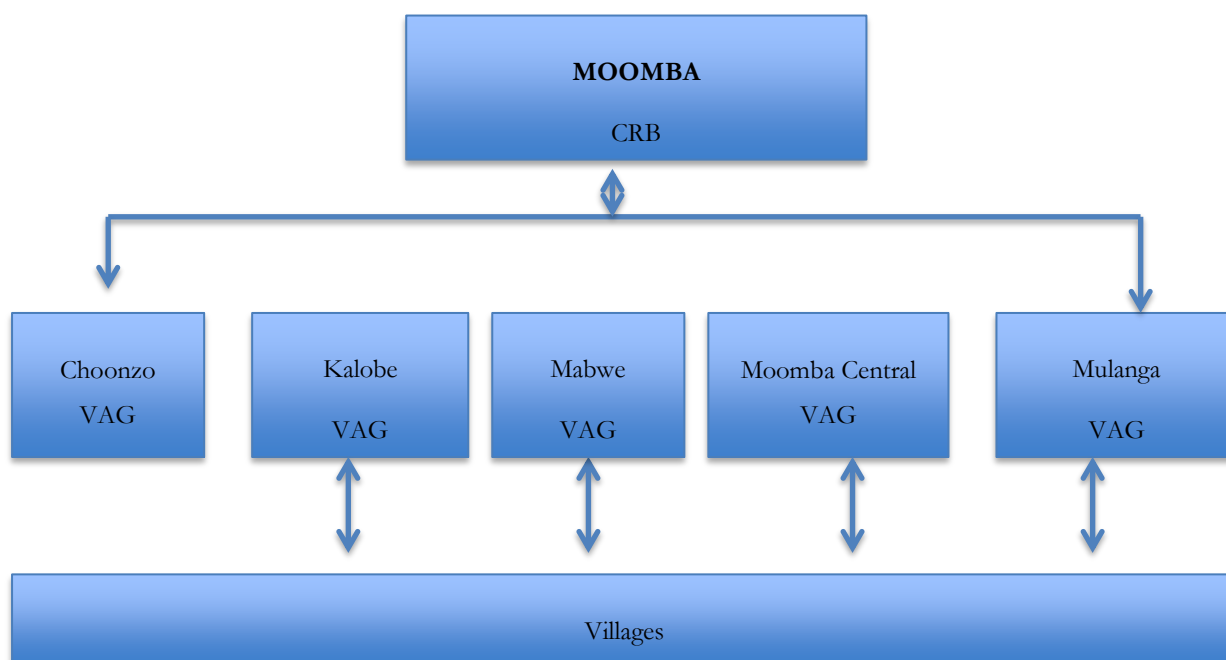 MOOMBA
CRB
Choonzo
VAG
Kalobe
VAG
Mabwe
VAG
Moomba Central
VAG
Mulanga
VAG
Villages